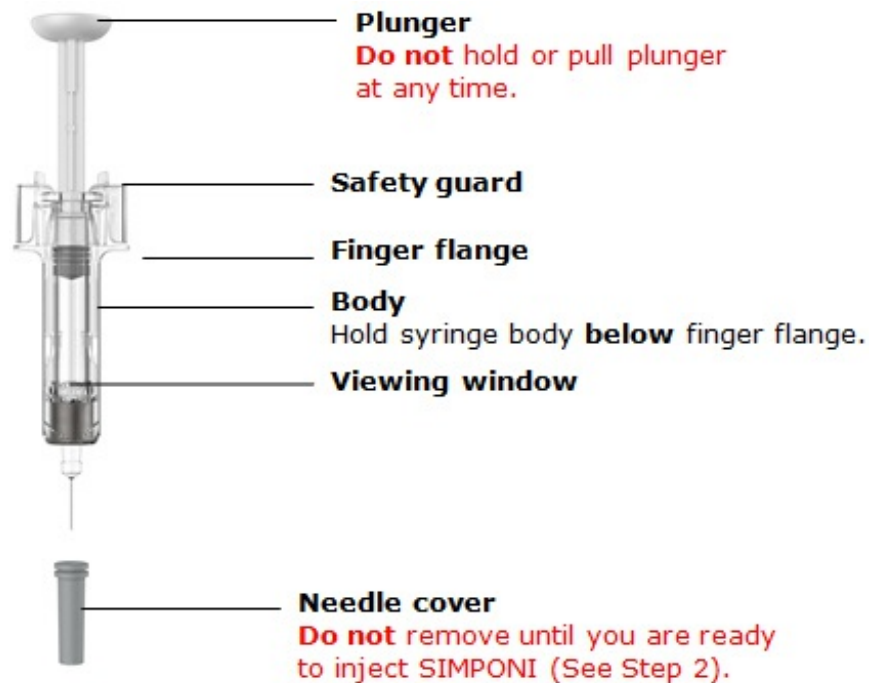 Plunger
Do not hold or pull plunger
at any time.
Safety guard
Finger flange
Body
Hold syringe body below finger flange.
Viewing window
Needle cover
Do not remove until you are ready
to inject SIMPONI (See Step 2).